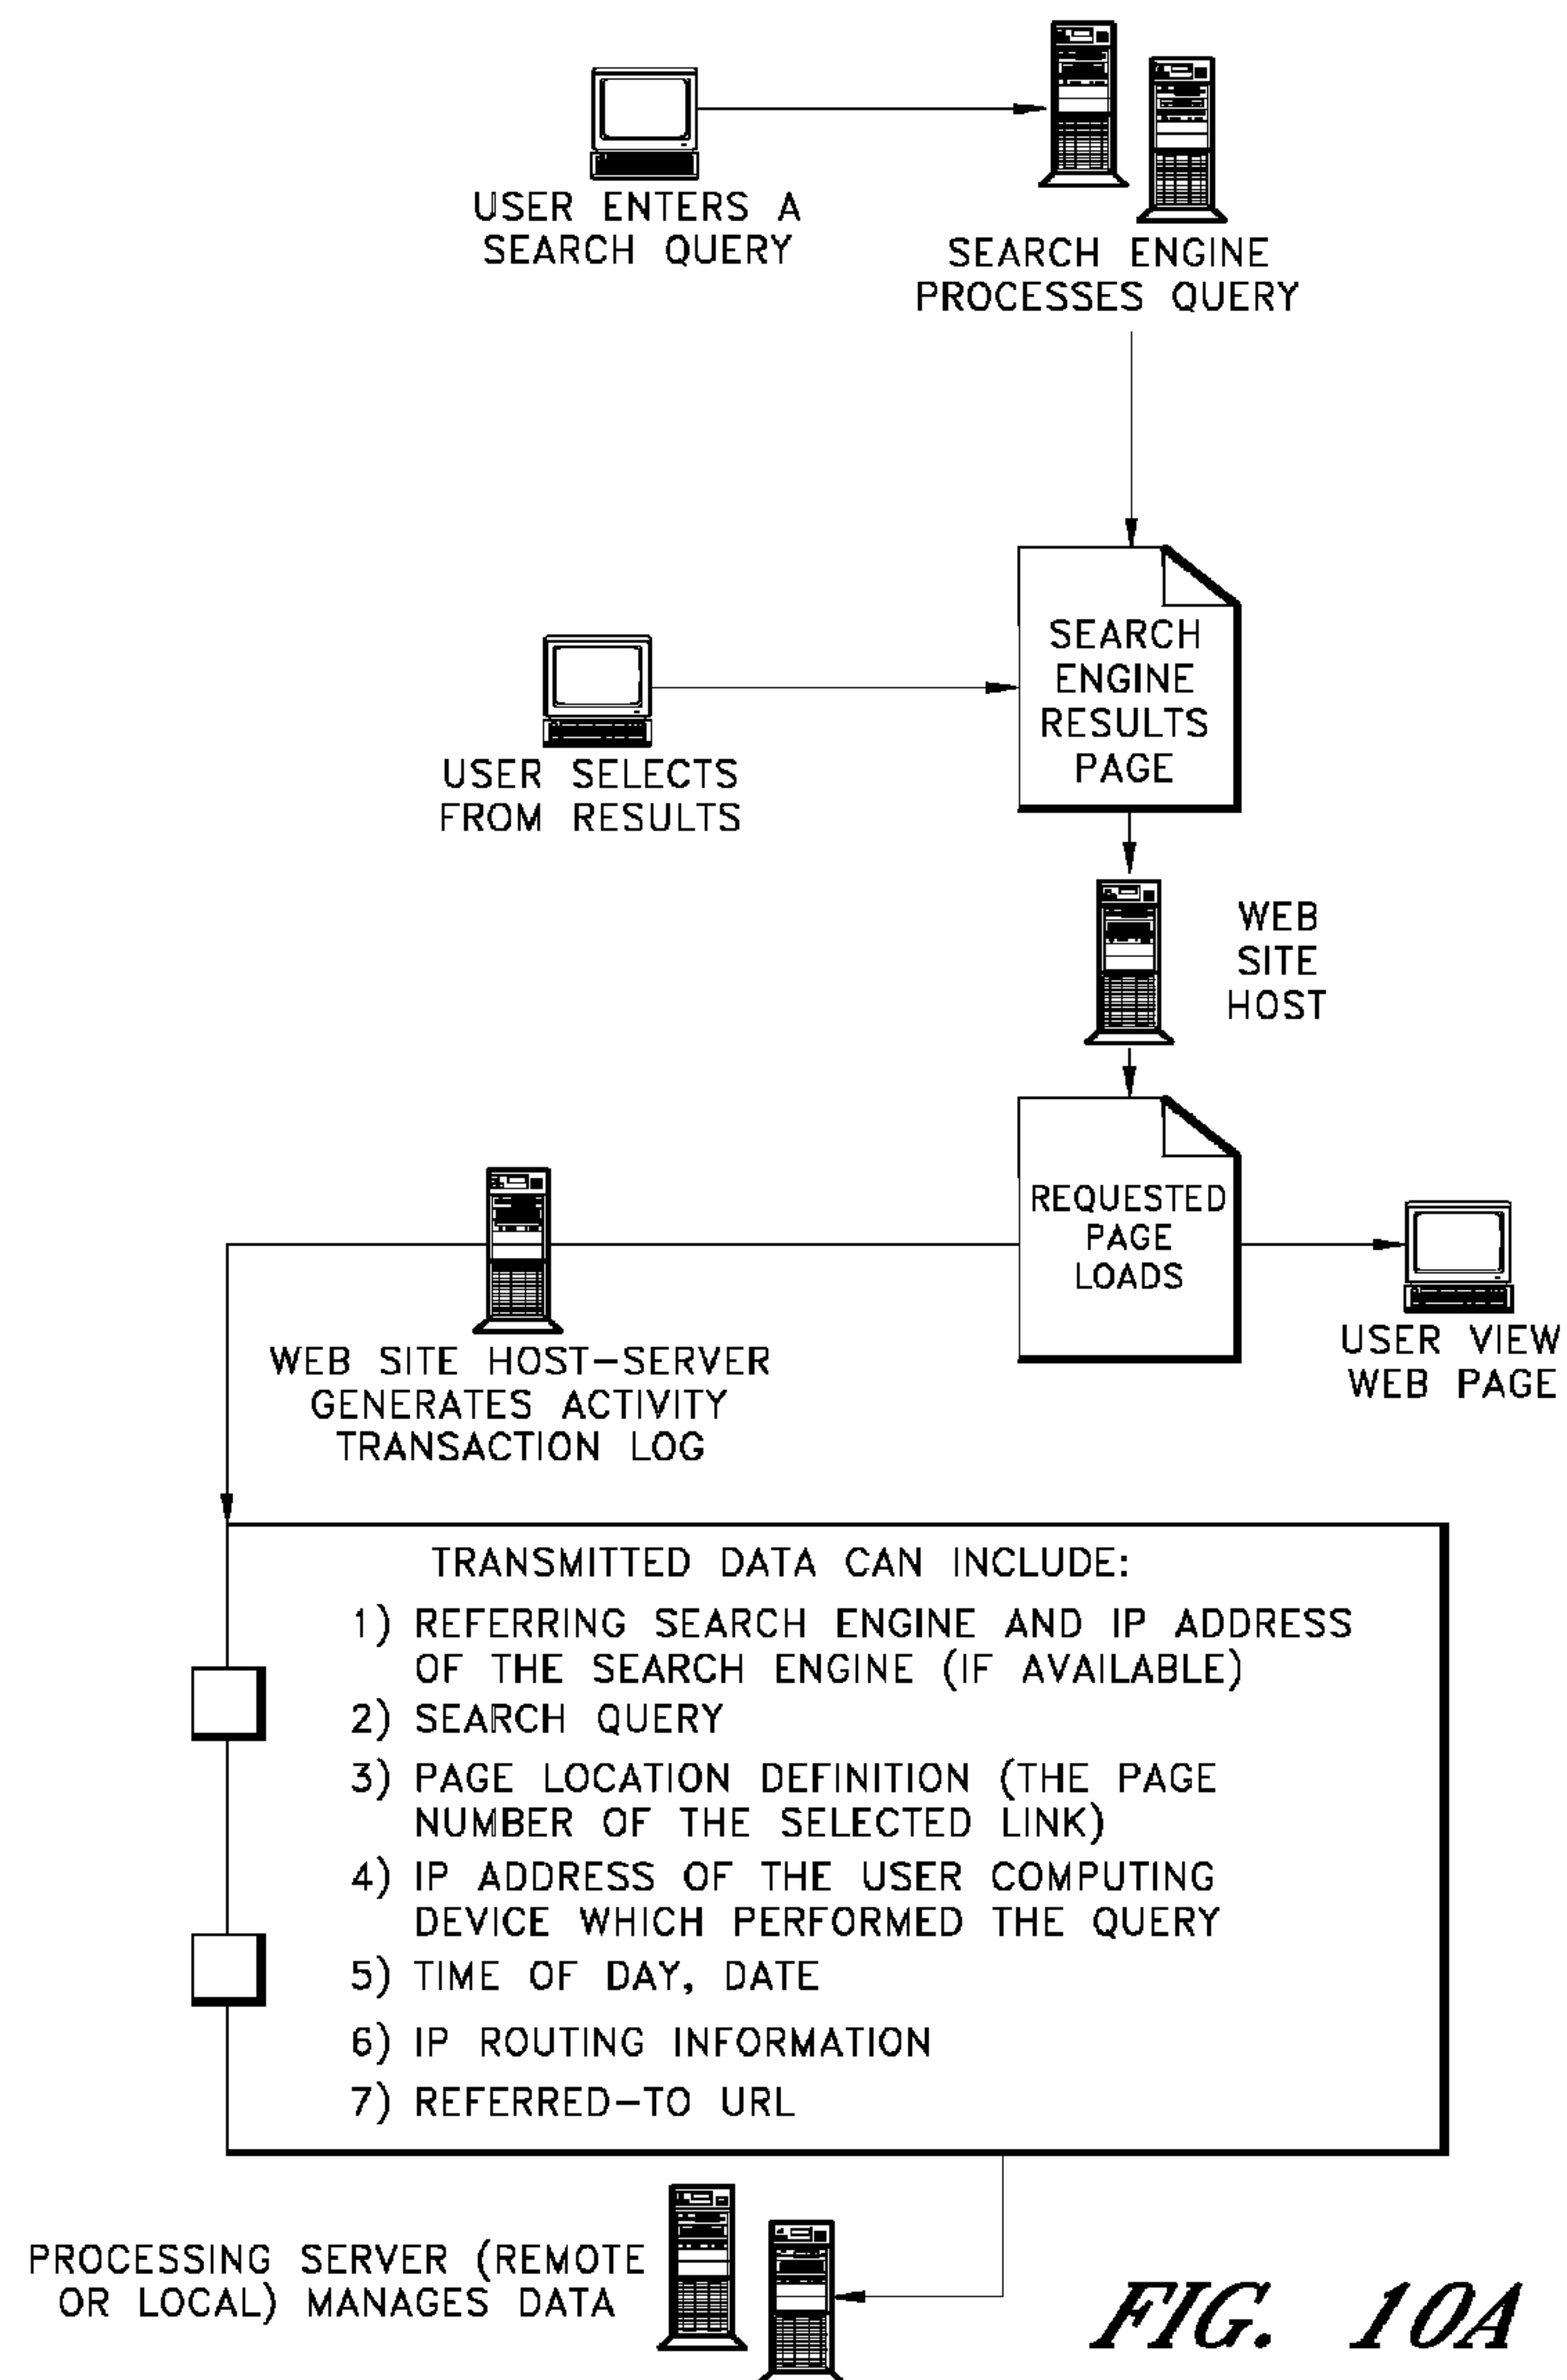 USER ENTERS A
SEARCH QUERY
SEARCH ENGINE
PROCESSES QUERY
SEARCH
ENGINE
RESULTS
PAGE
USER SELECTS
FROM RESULTS
WEB
SITE
HOST
REQUESTED
PAGE
LOADS
USER VIEW
WEB PAGE
WEB SITE HOST–SERVER
GENERATES ACTIVITY
TRANSACTION LOG
TRANSMITTED DATA CAN INCLUDE:
1) REFERRING SEARCH ENGINE AND IP ADDRESS
OF THE SEARCH ENGINE (IF AVAILABLE)
2) SEARCH QUERY
3) PAGE LOCATION DEFINITION (THE PAGE
NUMBER OF THE SELECTED LINK)
4) IP ADDRESS OF THE USER COMPUTING
DEVICE WHICH PERFORMED THE QUERY
5) TIME OF DAY, DATE
6) IP ROUTING INFORMATION
7) REFERRED–TO URL
PROCESSING SERVER (REMOTE
OR LOCAL) MANAGES DATA
FIG. 10A